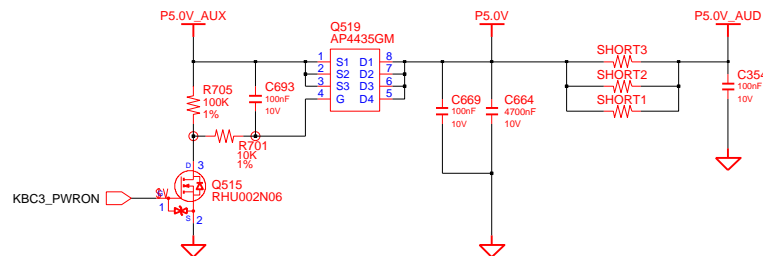 P5.0V_AUX
Q519
AP4435GM
P5.0V
P5.0V_AUD
1 S1 D1 8
2 S2 D2 7
3 S3 D3 6
4 G D4 5
SHORT3
SHORT2
SHORT1
R705
100K
1%
C693
100nF
10V
R701
10K
1%
C669
100nF
10V
C664
4700nF
10V
C354
100nF
10V
D 3
Q515
RHU002N06
KBC3_PWRON
1
S 2